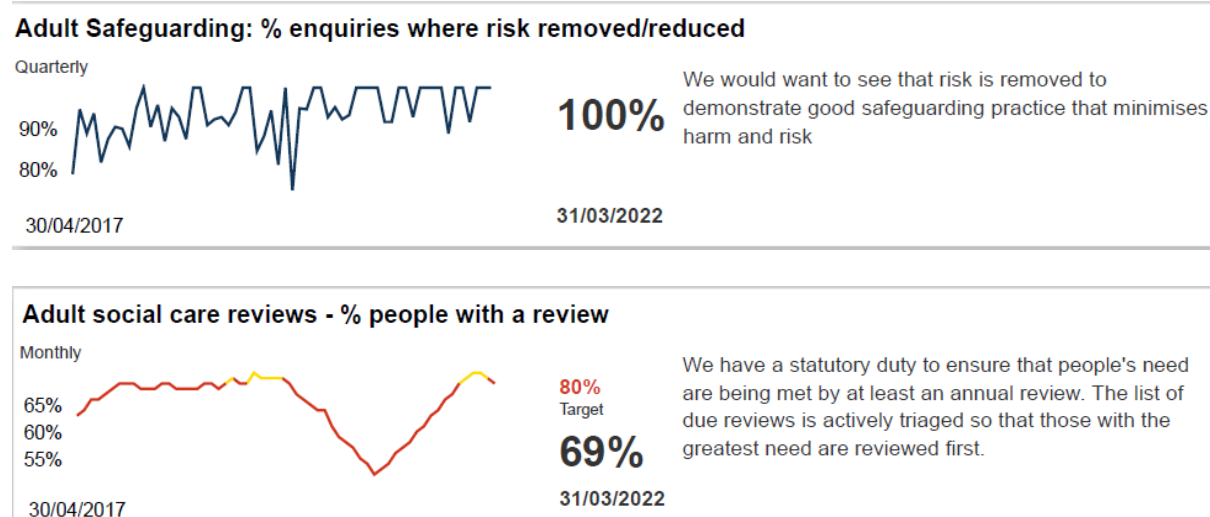 Adult Safeguarding: % enquiries where risk removed/reduced
Quarterly
90%
80%
30/04/2017
100%
31/03/2022
We would want to see that risk is removed to
demonstrate good safeguarding practice that minimises
harm and risk
Adult social care reviews - % people with a review
Monthly
65%
60%
55%
30/04/2017
80%
Target
69%
31/03/2022
We have a statutory duty to ensure that people's need
are being met by at least an annual review. The list of
due reviews is actively triaged so that those with the
greatest need are reviewed first.